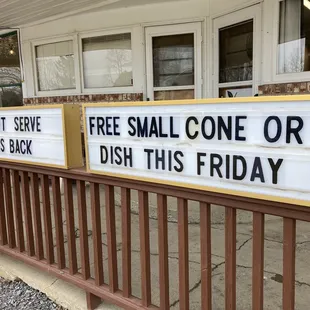 T SERVE
S BACK
FREE SMALL CONE OR
DISH THIS FRIDAY